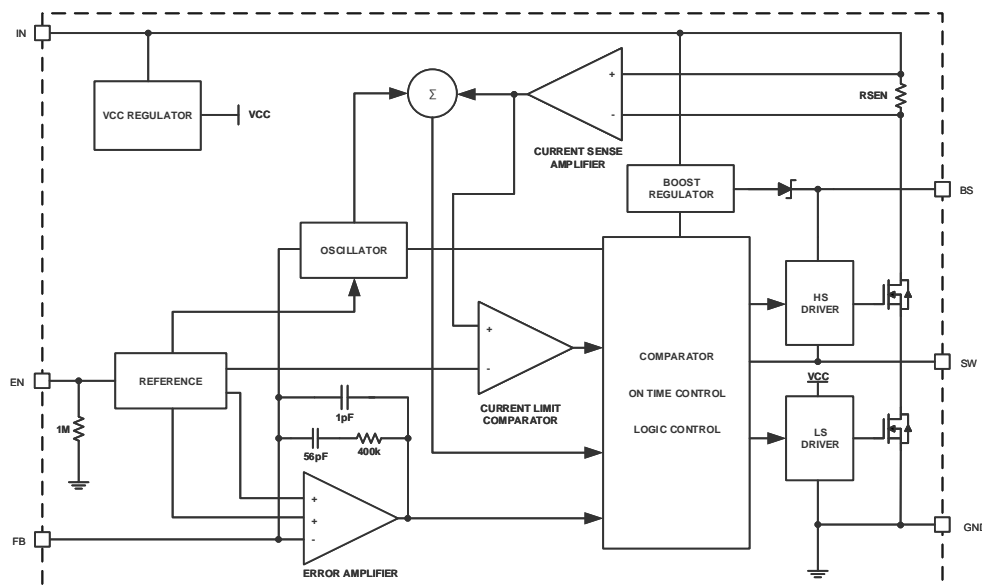 IN
VCC REGULATOR
VCC
Σ
+
-
RSEN
CURRENT SENSE
AMPLIFIER
BOOST
REGULATOR
BS
OSCILLATOR
HS
DRIVER
+
-
CURRENT LIMIT
COMPARATOR
COMPARATOR
ON TIME CONTROL
LOGIC CONTROL
SW
VCC
EN
REFERENCE
1M
1pF
56pF
400k
LS
DRIVER
+
+
-
FB
GND
ERROR AMPLIFIER